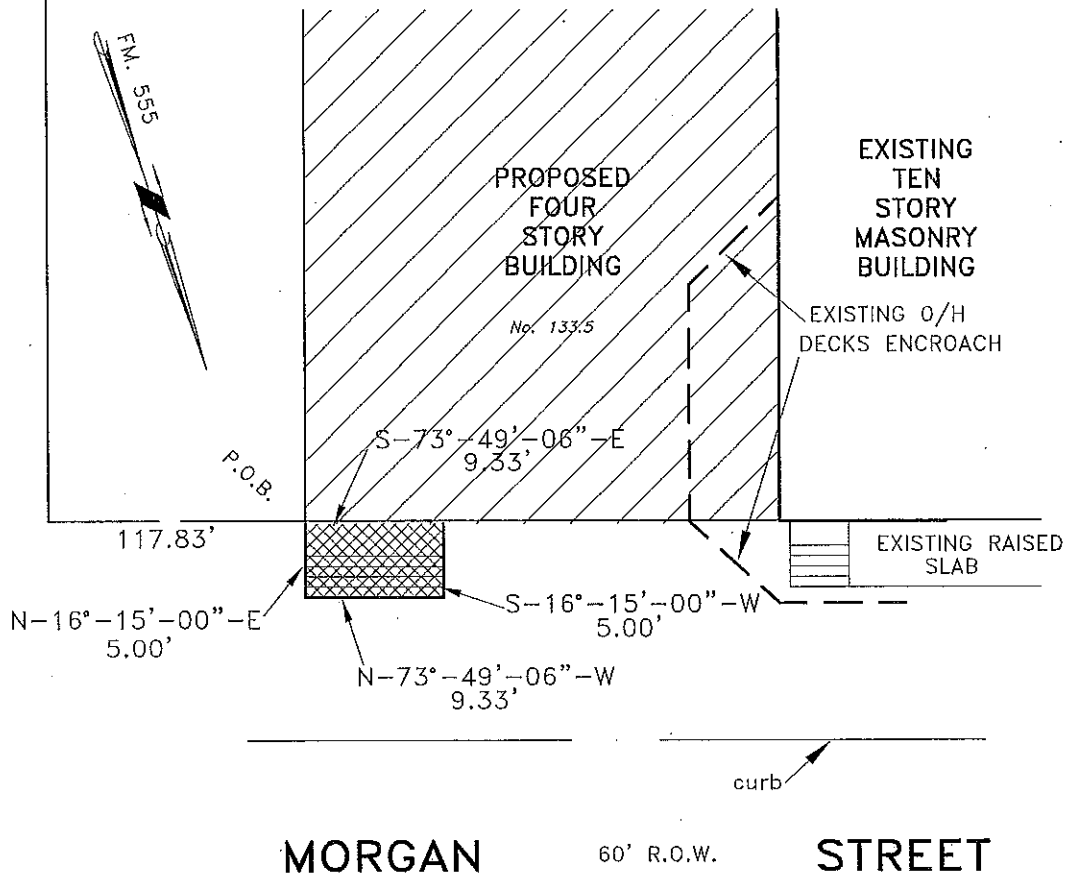 FM. 555
PROPOSED
FOUR
STORY
BUILDING
No. 133.5
EXISTING
TEN
STORY
MASONRY
BUILDING
EXISTING O/H
DECKS ENCROACH
S-73°-49'-06"-E
9.33'
P.O.B.
117.83'
EXISTING RAISED
SLAB
N-16°-15'-00"-E
5.00'
S-16°-15'-00"-W
5.00'
N-73°-49'-06"-W
9.33'
curb
MORGAN 60' R.O.W. STREET